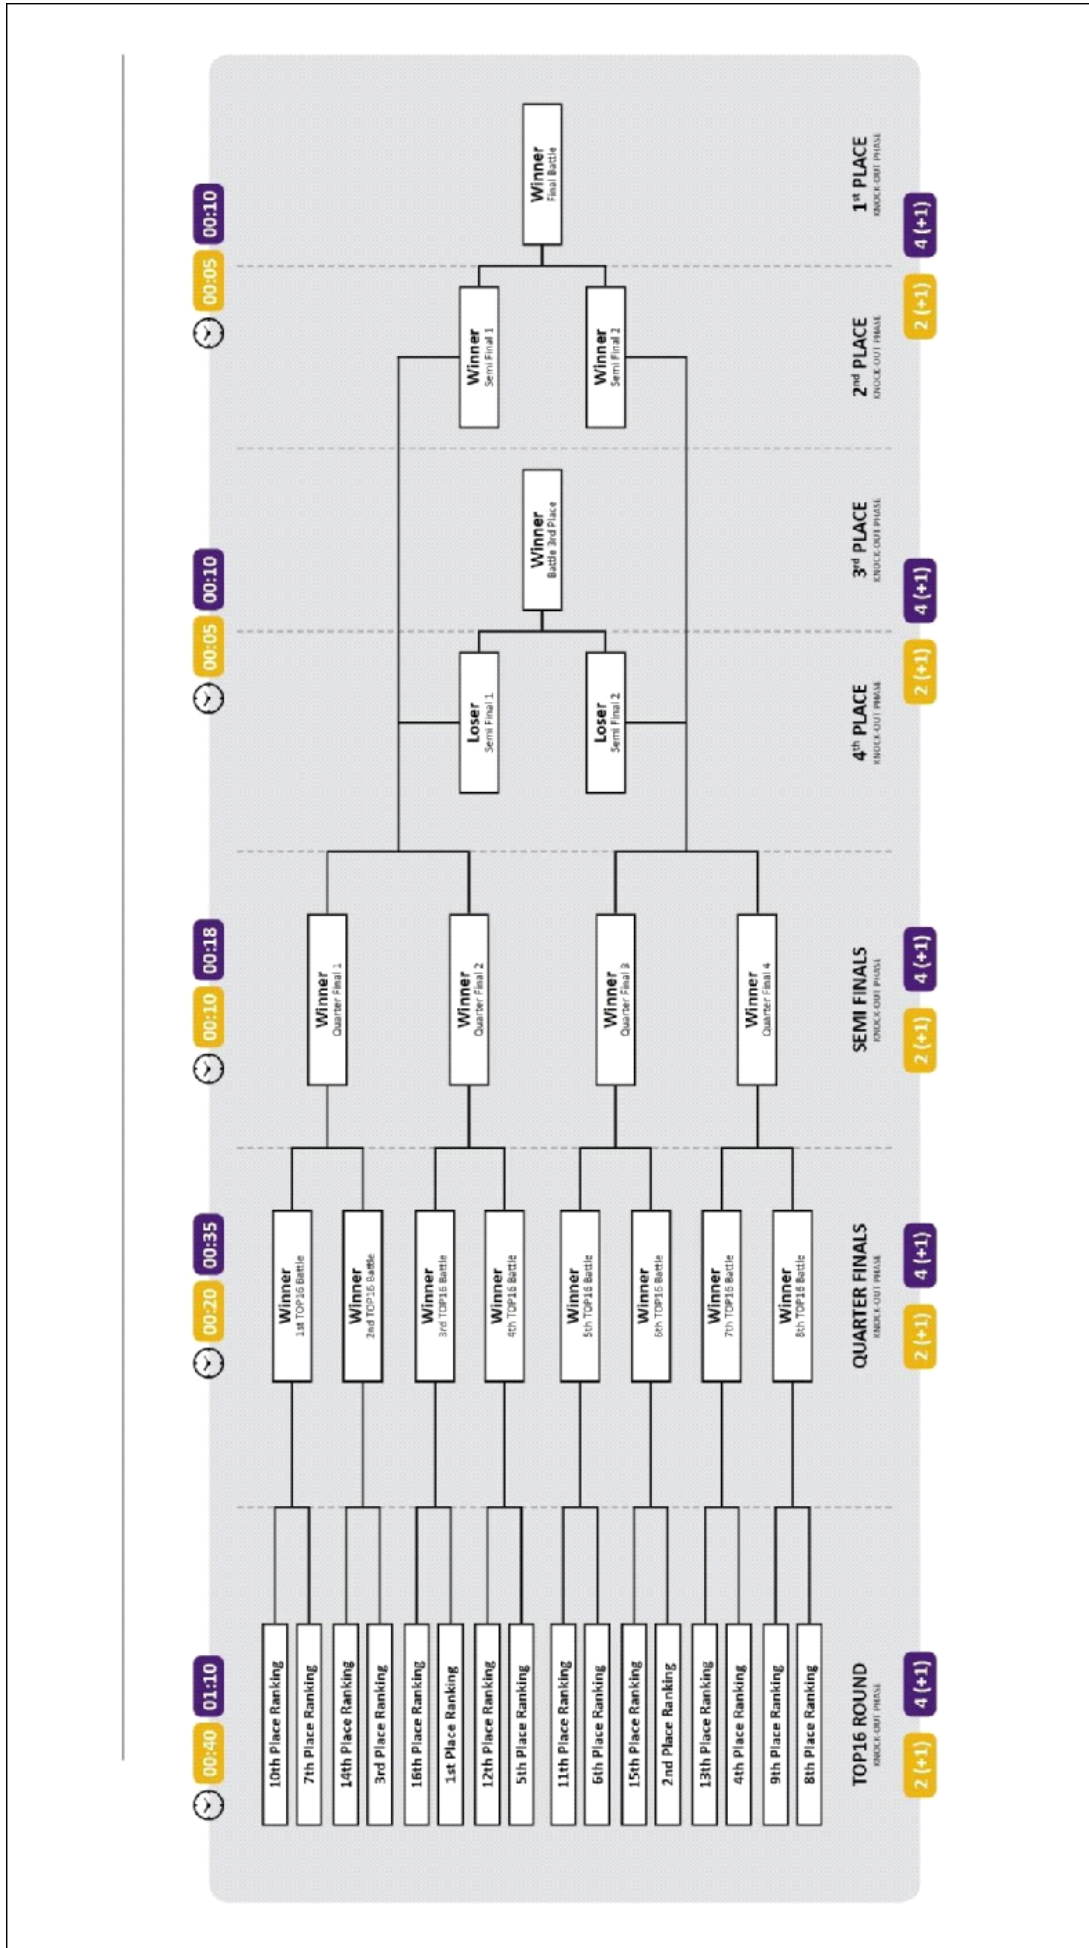 00:40 01:10
00:20 00:35
00:10 00:18
00:05 00:10
00:05 00:10
10th Place Ranking
7th Place Ranking
14th Place Ranking
3rd Place Ranking
16th Place Ranking
1st Place Ranking
12th Place Ranking
5th Place Ranking
11th Place Ranking
6th Place Ranking
15th Place Ranking
2nd Place Ranking
13th Place Ranking
4th Place Ranking
9th Place Ranking
8th Place Ranking
Winner
1st TOP16 Battle
Winner
2nd TOP16 Battle
Winner
3rd TOP16 Battle
Winner
4th TOP16 Battle
Winner
5th TOP16 Battle
Winner
6th TOP16 Battle
Winner
7th TOP16 Battle
Winner
8th TOP16 Battle
Winner
Quarter Final 1
Winner
Quarter Final 2
Winner
Quarter Final 3
Winner
Quarter Final 4
Loser
Semi Final 1
Loser
Semi Final 2
Winner
Battle 3rd Place
Winner
Semi Final 1
Winner
Semi Final 2
Winner
Final Battle
TOP16 ROUND
KNOCK-OUT PHASE
QUARTER FINALS
KNOCK-OUT PHASE
SEMI FINALS
KNOCK-OUT PHASE
4th PLACE
KNOCK-OUT PHASE
3rd PLACE
KNOCK-OUT PHASE
2nd PLACE
KNOCK-OUT PHASE
1st PLACE
KNOCK-OUT PHASE
2 (+1) 4 (+1)
2 (+1) 4 (+1)
2 (+1) 4 (+1)
2 (+1) 4 (+1)
2 (+1) 4 (+1)